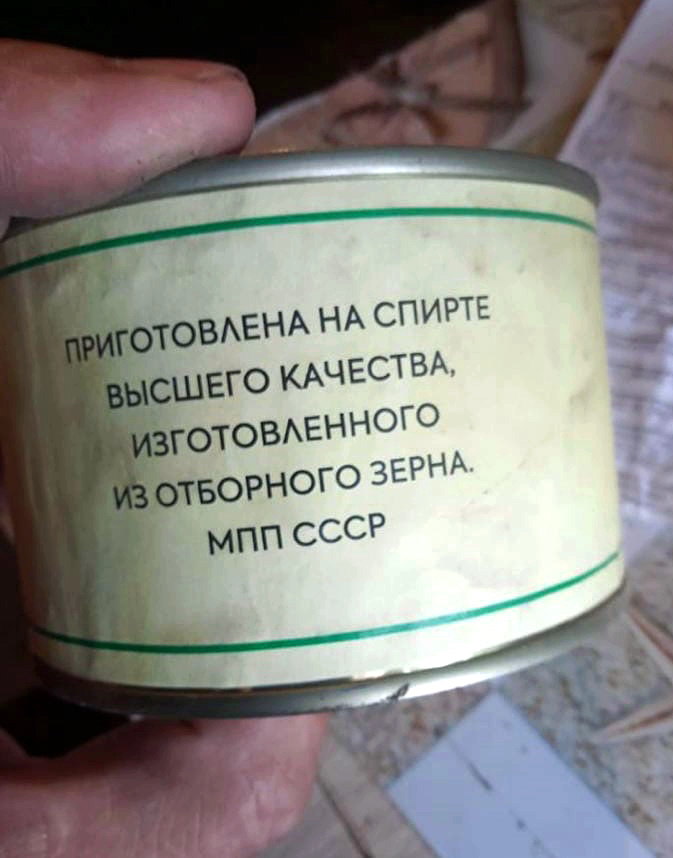 ПРИГОТОВЛЕНА НА СПИРТЕ
ВЫСШЕГО КАЧЕСТВА,
ИЗГОТОВЛЕННОГО
ИЗ ОТБОРНОГО ЗЕРНА.
МПП СССР